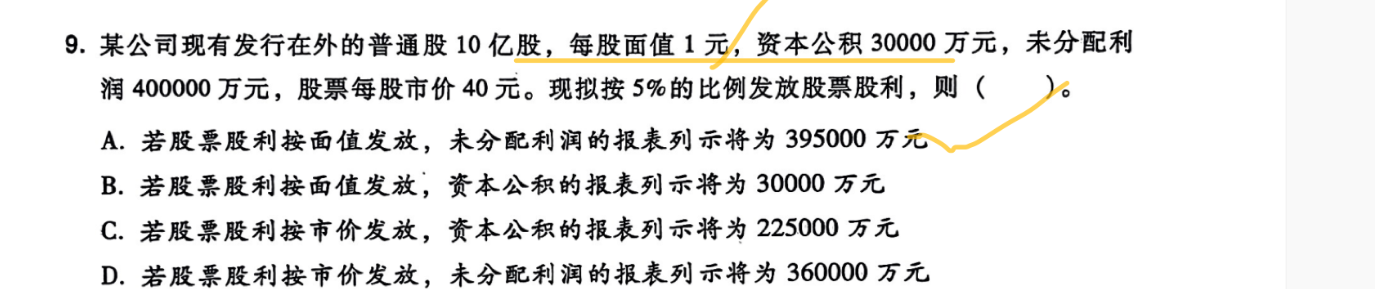 9. 某公司现有发行在外的普通股 10 亿股，每股面值 1 元，资本公积 30000 万元，未分配利
润 400000 万元，股票每股市价 40 元。现拟按 5%的比例发放股票股利，则（　　）。
A. 若股票股利按面值发放，未分配利润的报表列示将为 395000 万元
B. 若股票股利按面值发放，资本公积的报表列示将为 30000 万元
C. 若股票股利按市价发放，资本公积的报表列示将为 225000 万元
D. 若股票股利按市价发放，未分配利润的报表列示将为 360000 万元